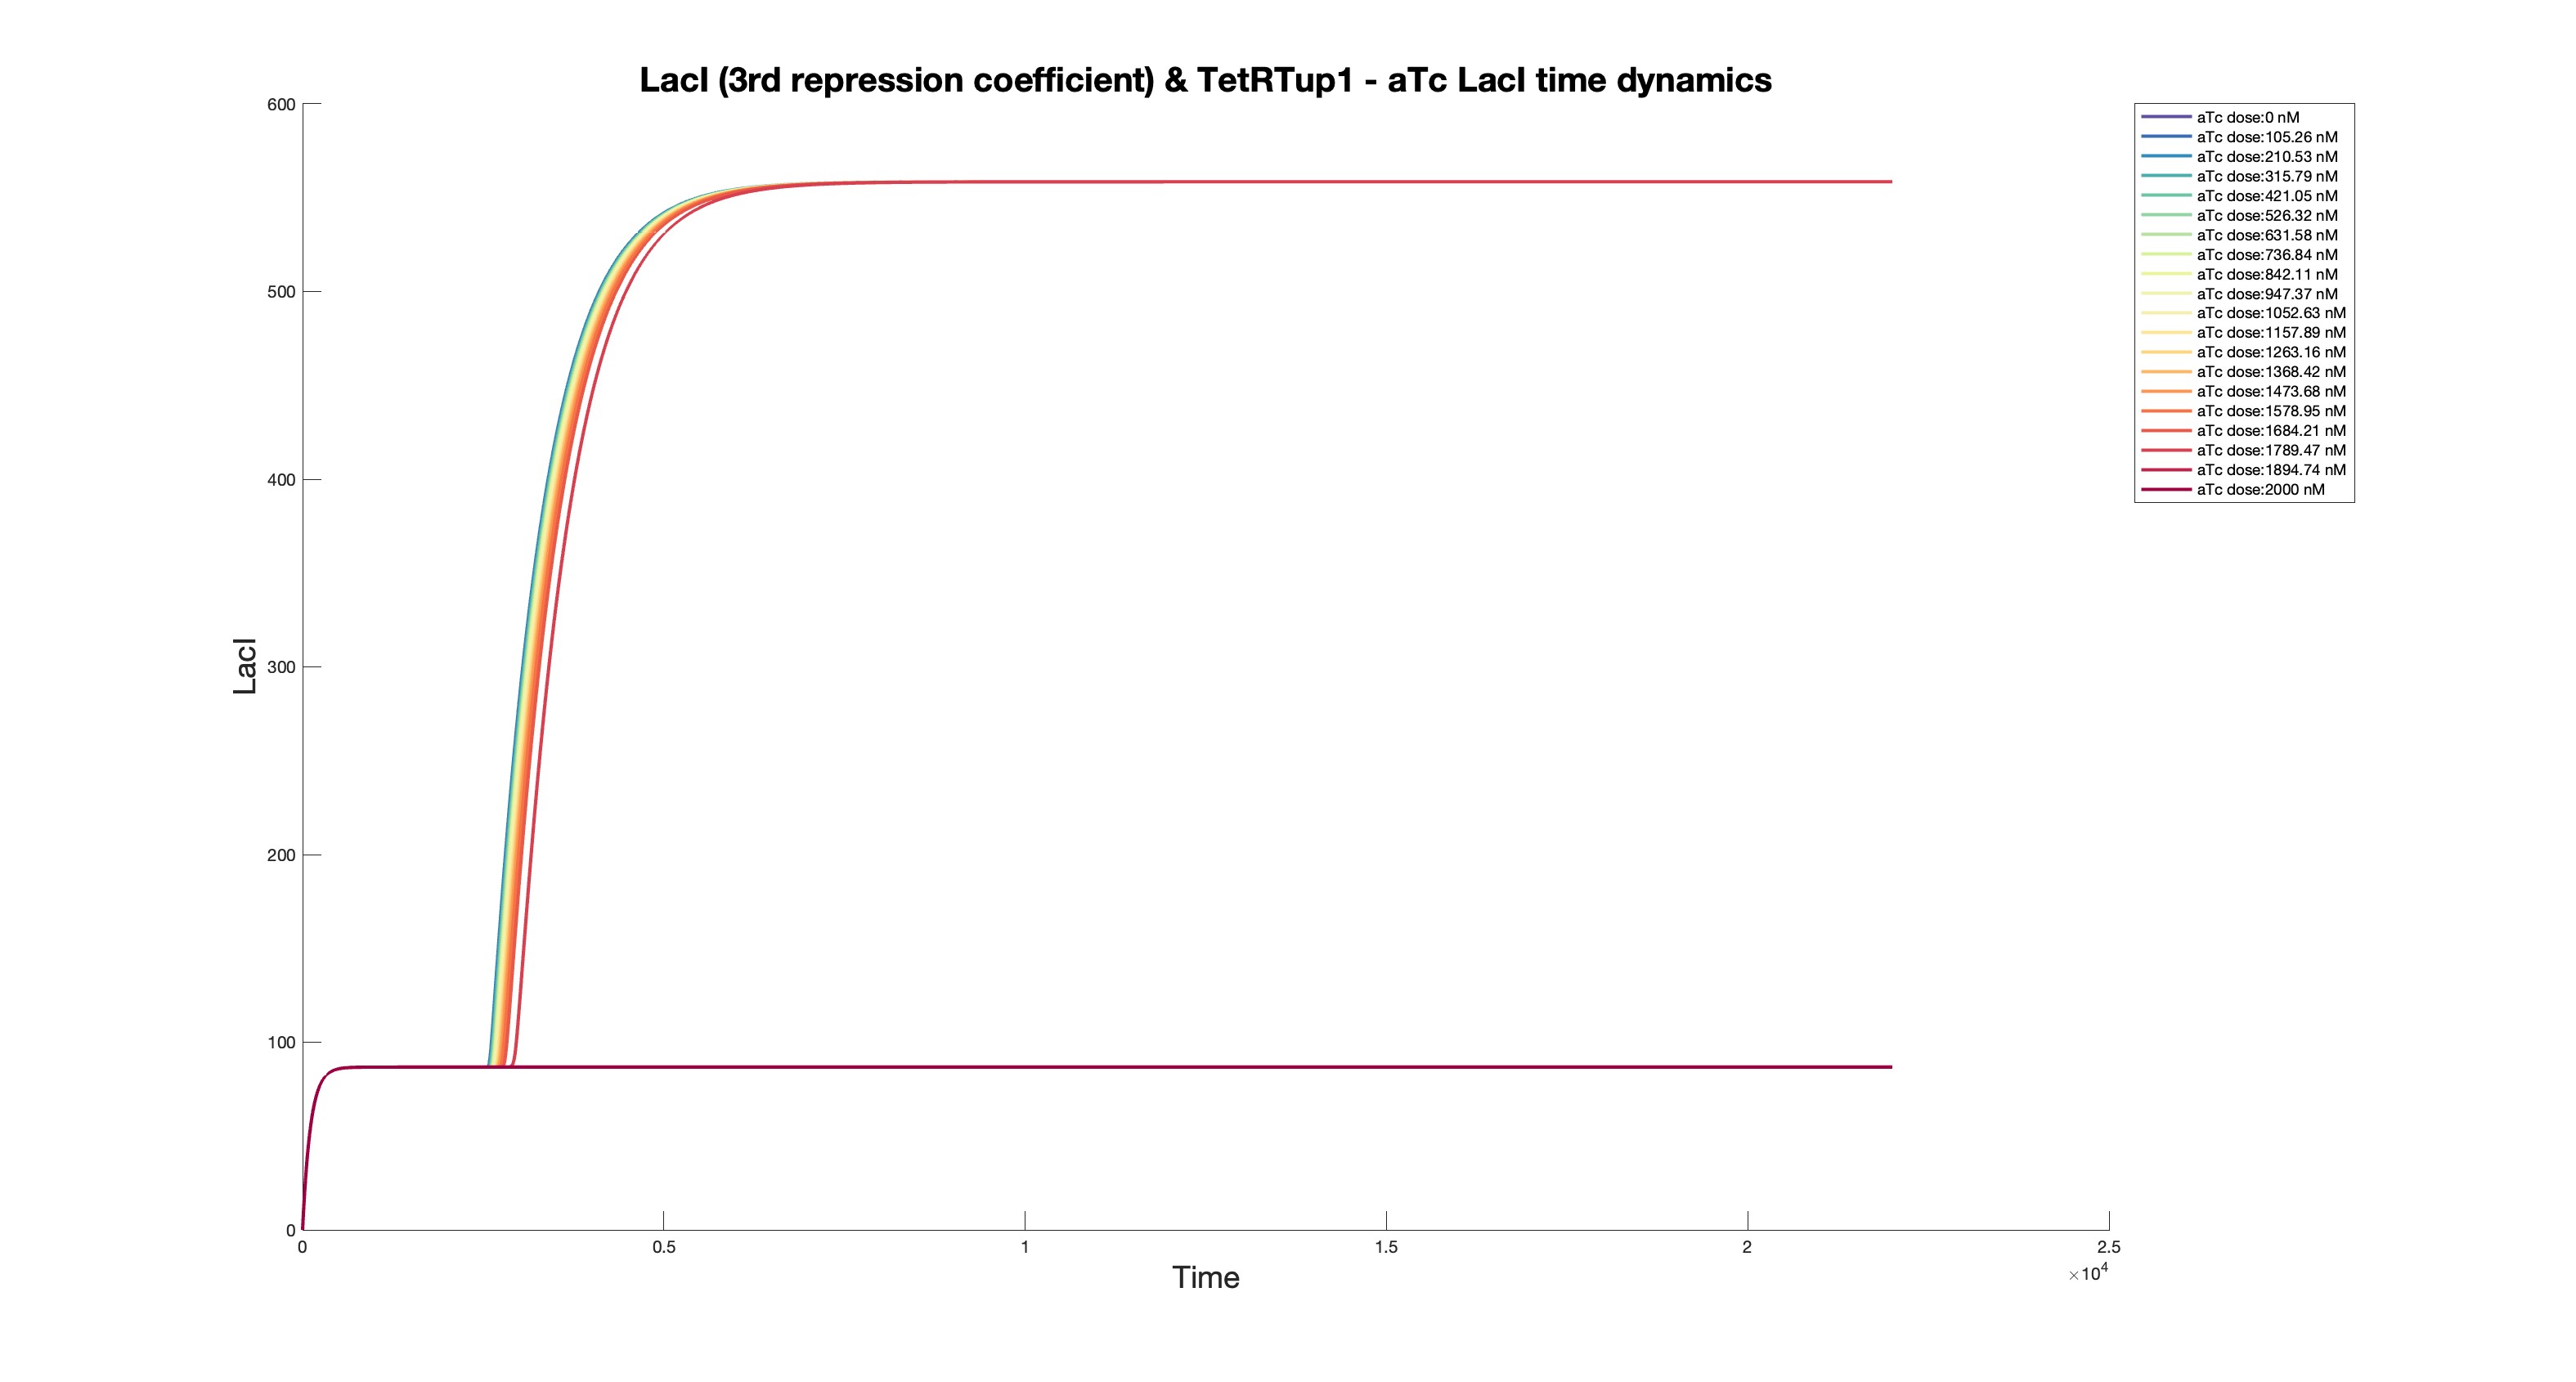 LacI (3rd repression coefficient) & TetRTup1 - aTc LacI time dynamics
600
500
400
300
200
100
0
LacI
0
0.5
1
1.5
2
2.5
×10^4
Time
aTc dose:0 nM
aTc dose:105.26 nM
aTc dose:210.53 nM
aTc dose:315.79 nM
aTc dose:421.05 nM
aTc dose:526.32 nM
aTc dose:631.58 nM
aTc dose:736.84 nM
aTc dose:842.11 nM
aTc dose:947.37 nM
aTc dose:1052.63 nM
aTc dose:1157.89 nM
aTc dose:1263.16 nM
aTc dose:1368.42 nM
aTc dose:1473.68 nM
aTc dose:1578.95 nM
aTc dose:1684.21 nM
aTc dose:1789.47 nM
aTc dose:1894.74 nM
aTc dose:2000 nM